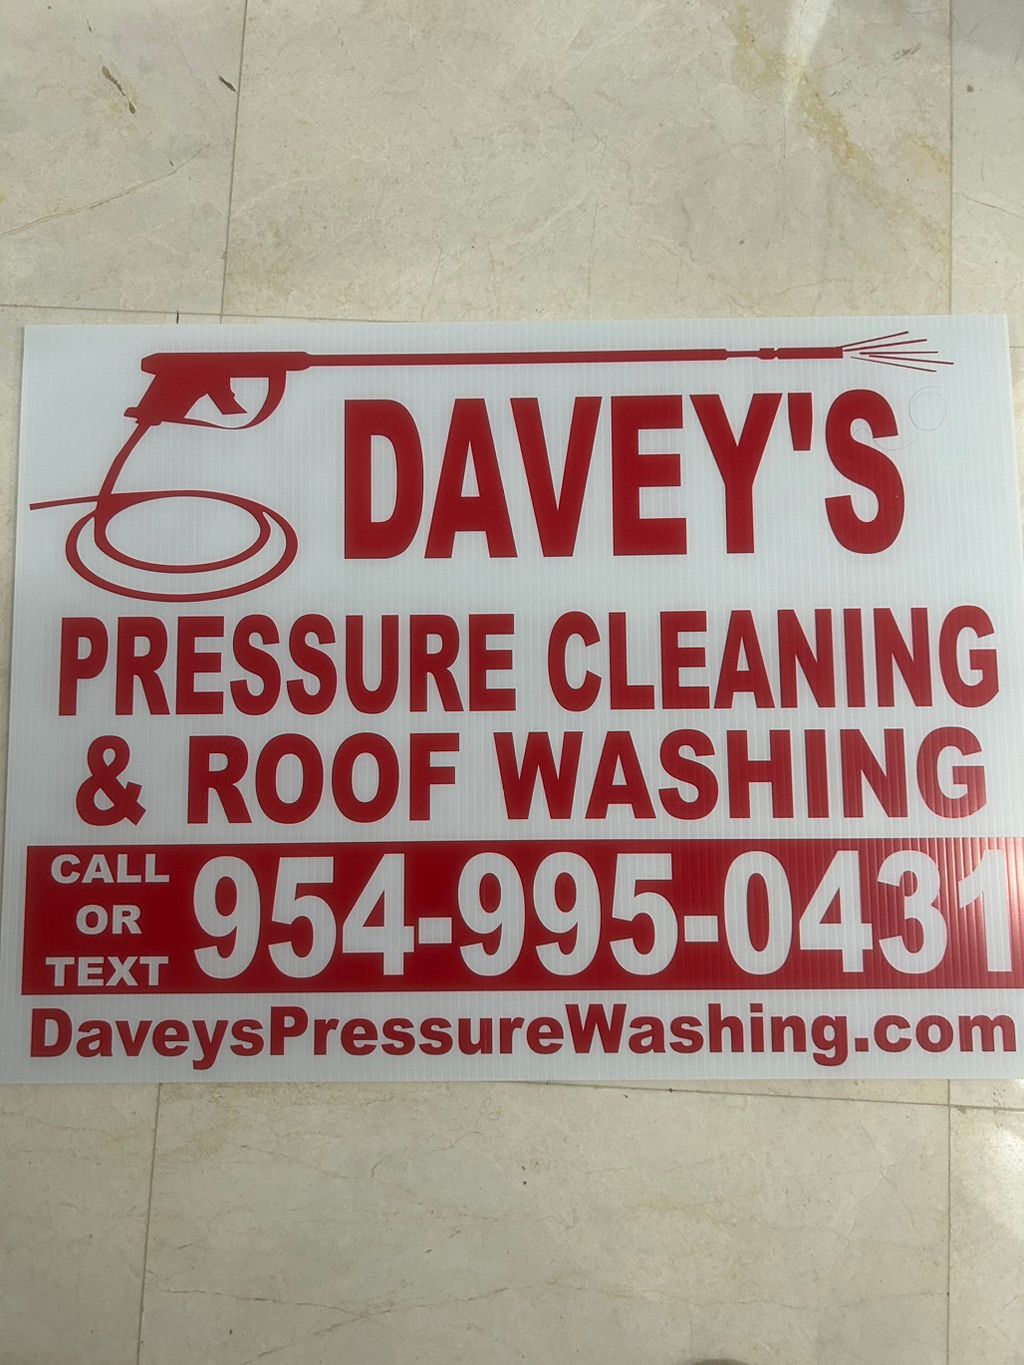 DAVEY'S
PRESSURE CLEANING
& ROOF WASHING
CALL
OR
TEXT
954-995-0431
DaveysPressureWashing.com